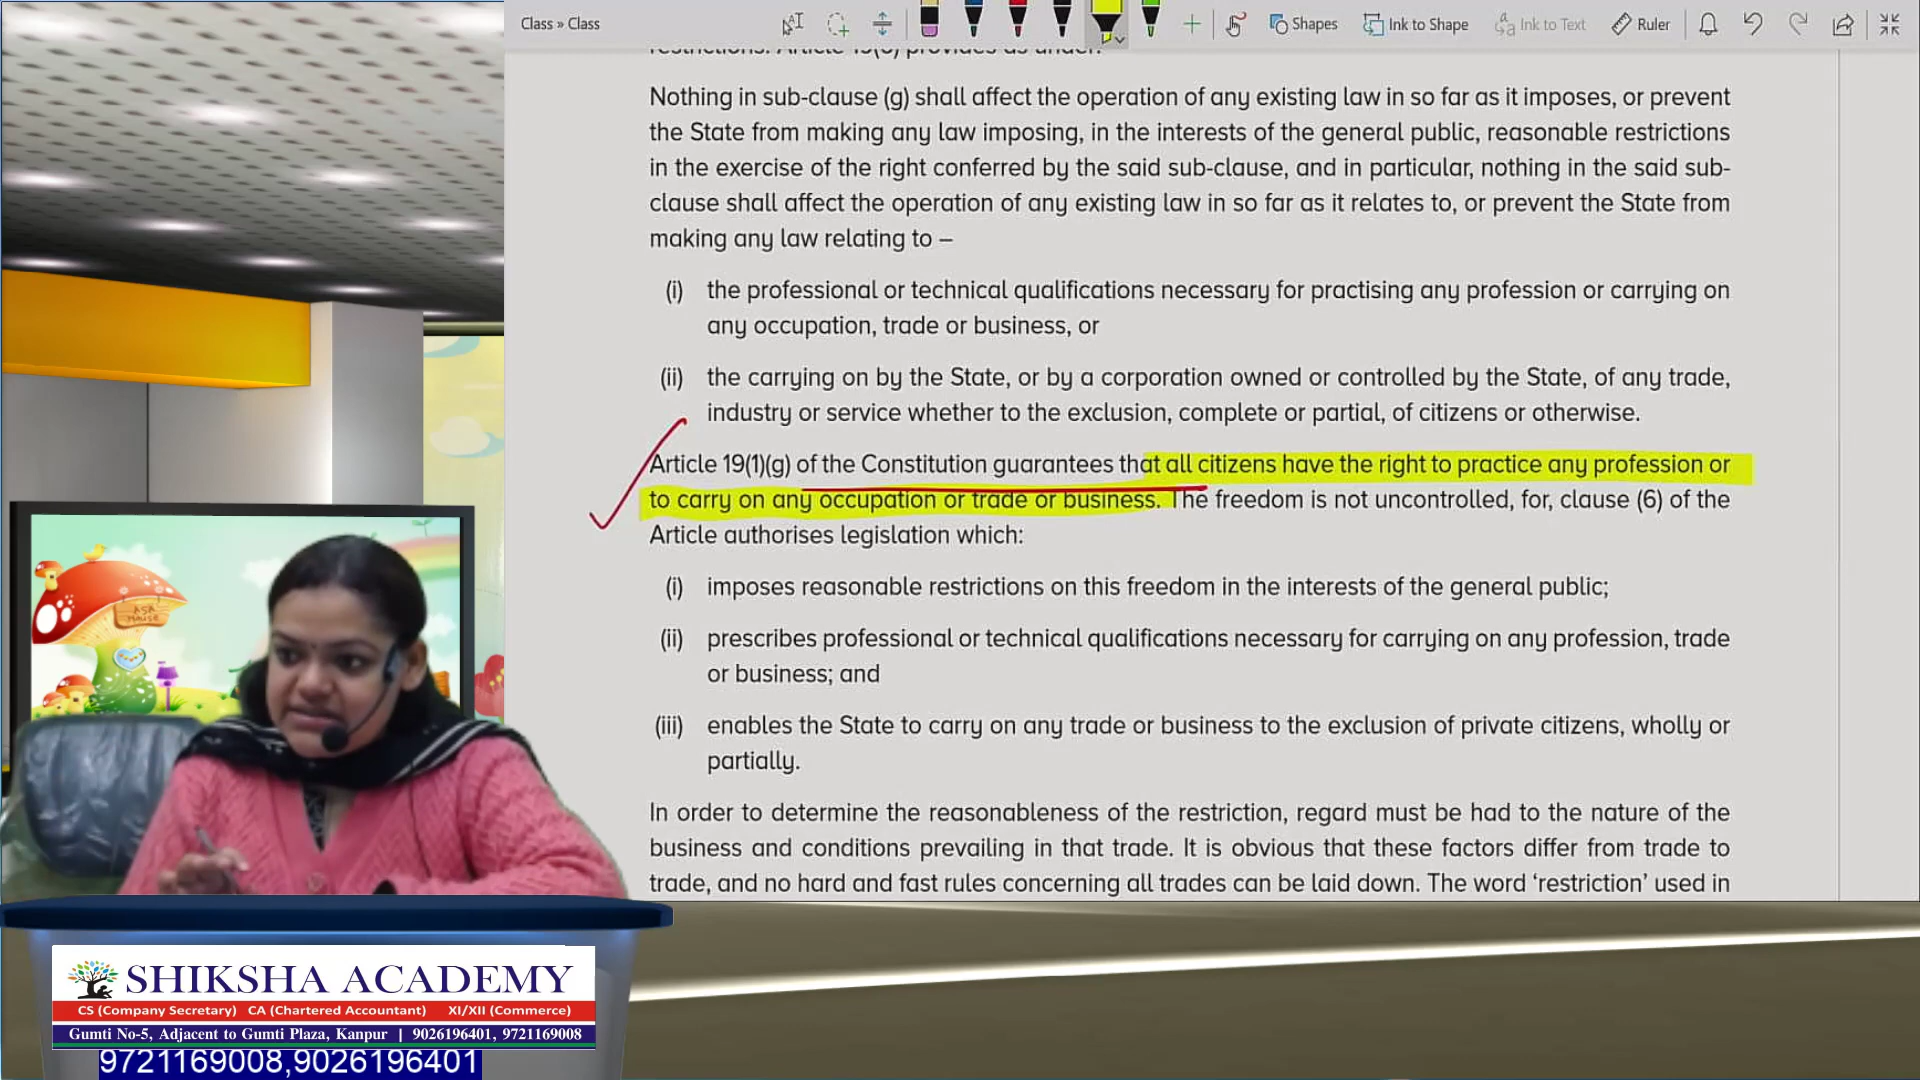 Class » Class
Shapes
Ink to Shape
Ink to Text
Ruler
restrictions. Article 19(6) provides as under:
Nothing in sub-clause (g) shall affect the operation of any existing law in so far as it imposes, or prevent
the State from making any law imposing, in the interests of the general public, reasonable restrictions
in the exercise of the right conferred by the said sub-clause, and in particular, nothing in the said sub-
clause shall affect the operation of any existing law in so far as it relates to, or prevent the State from
making any law relating to –
(i) the professional or technical qualifications necessary for practising any profession or carrying on
any occupation, trade or business, or
(ii) the carrying on by the State, or by a corporation owned or controlled by the State, of any trade,
industry or service whether to the exclusion, complete or partial, of citizens or otherwise.
Article 19(1)(g) of the Constitution guarantees that all citizens have the right to practice any profession or
to carry on any occupation or trade or business. The freedom is not uncontrolled, for, clause (6) of the
Article authorises legislation which:
(i) imposes reasonable restrictions on this freedom in the interests of the general public;
(ii) prescribes professional or technical qualifications necessary for carrying on any profession, trade
or business; and
(iii) enables the State to carry on any trade or business to the exclusion of private citizens, wholly or
partially.
In order to determine the reasonableness of the restriction, regard must be had to the nature of the
business and conditions prevailing in that trade. It is obvious that these factors differ from trade to
trade, and no hard and fast rules concerning all trades can be laid down. The word ‘restriction’ used in
ASA
HOUSE
SHIKSHA ACADEMY
CS (Company Secretary) CA (Chartered Accountant) XI/XII (Commerce)
Gumti No-5, Adjacent to Gumti Plaza, Kanpur | 9026196401, 9721169008
9721169008,9026196401